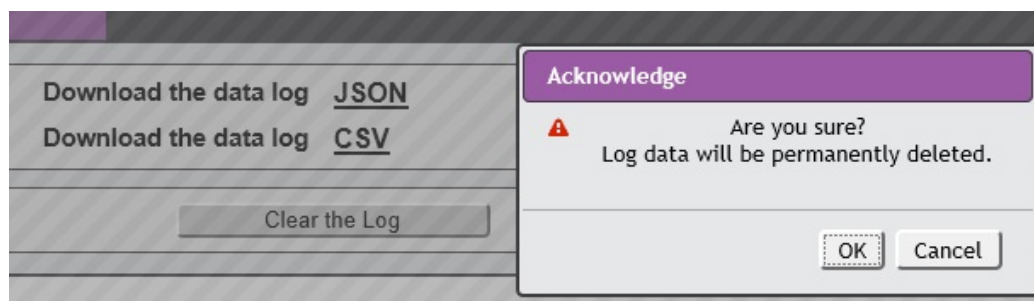 Download the data log JSON
Download the data log CSV
Clear the Log
Acknowledge
Are you sure?
Log data will be permanently deleted.
OK Cancel